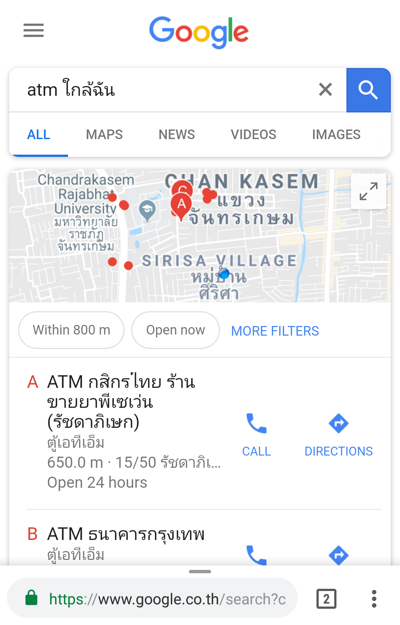 Google
atm ใกล้ฉัน
ALL MAPS NEWS VIDEOS IMAGES
Chandrakasem
Rajabhat
University
มหาวิทยาลัย
ราชภัฏ
จันทรเกษม
CHAN KASEM
แขวง
จันทรเกษม
A
SIRISA VILLAGE
หมู่บ้าน
ศิริศา
Within 800 m Open now MORE FILTERS
A ATM กสิกรไทย ร้าน
ขายยาพีเซเว่น
(รัชดาภิเษก)
ตู้เอทีเอ็ม
650.0 m · 15/50 รัชดาภิเ...
Open 24 hours
CALL DIRECTIONS
B ATM ธนาคารกรุงเทพ
ตู้เอทีเอ็ม
https://www.google.co.th/search?c
2